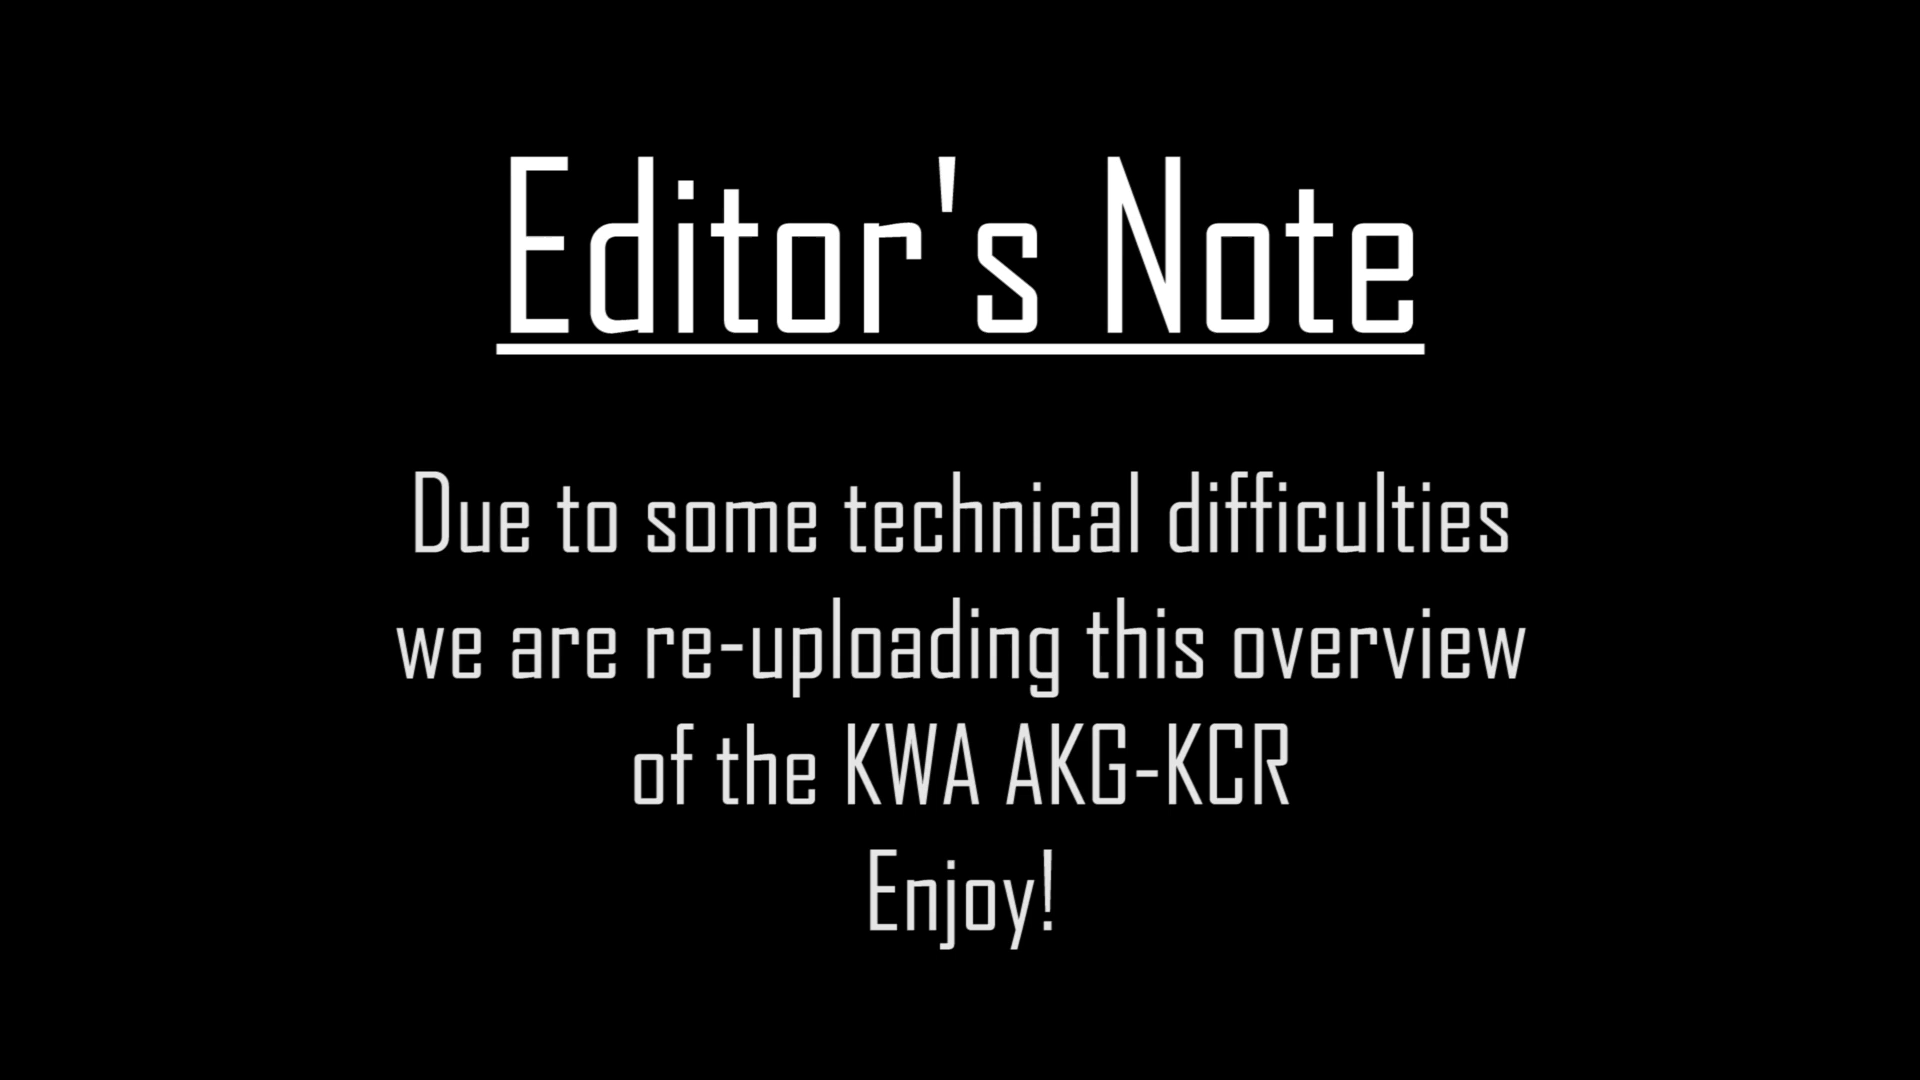 Editor's Note
Due to some technical difficulties
we are re-uploading this overview
of the KWA AKG-KCR
Enjoy!